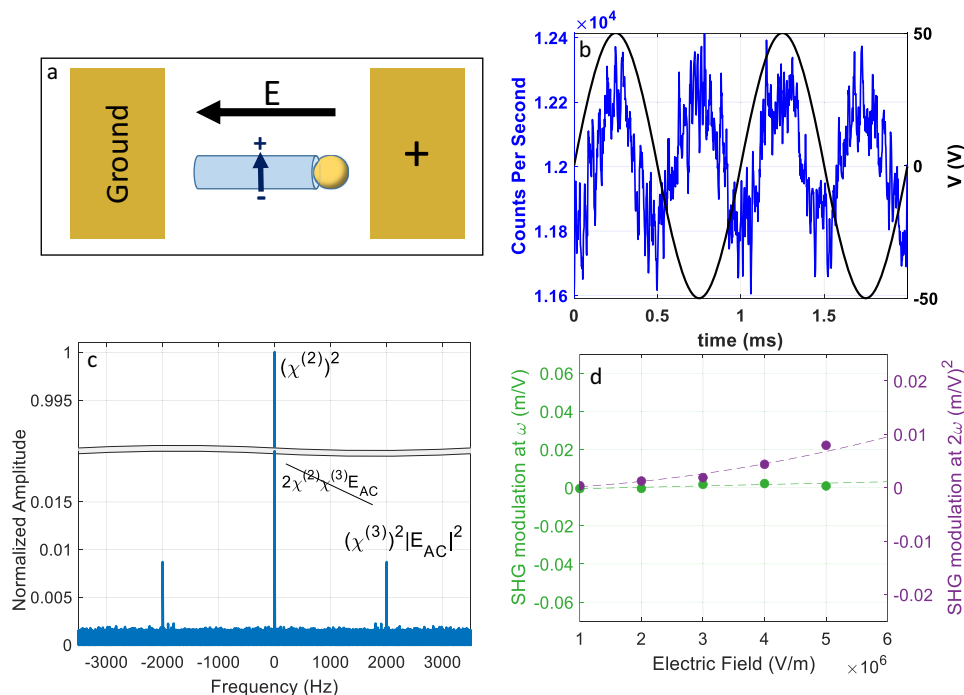 a
Ground
E
+
-
+
b
×10⁴
1.24
1.22
1.2
1.18
1.16
Counts Per Second
0
0.5
1
1.5
time (ms)
50
0
-50
V (V)
c
1
0.995
0.015
0.01
0.005
0
Normalized Amplitude
(χ⁽²⁾)²
2χ⁽²⁾χ⁽³⁾E_AC
(χ⁽³⁾)²|E_AC|²
-3000 -2000 -1000 0 1000 2000 3000
Frequency (Hz)
d
0.06
0.04
0.02
0
-0.02
-0.04
-0.06
SHG modulation at ω (m/V)
1 2 3 4 5 6
Electric Field (V/m)
×10⁶
0.02
0.01
0
-0.01
-0.02
SHG modulation at 2ω (m/V)²